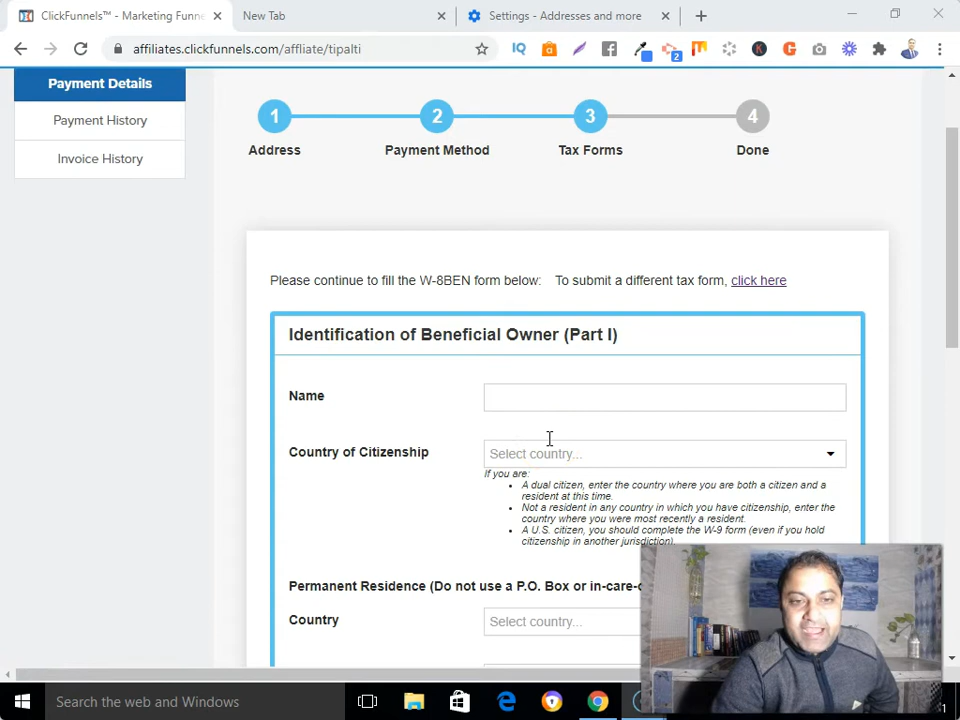 ClickFunnels™ - Marketing Funne
New Tab
Settings - Addresses and more
affiliates.clickfunnels.com/affliate/tipalti
IQ
a
2
K
G
Payment Details
Payment History
Invoice History
1
2
3
4
Address
Payment Method
Tax Forms
Done
Please continue to fill the W-8BEN form below: To submit a different tax form, click here
Identification of Beneficial Owner (Part I)
Name
Country of Citizenship
Select country...
If you are:
• A dual citizen, enter the country where you are both a citizen and a
resident at this time.
• Not a resident in any country in which you have citizenship, enter the
country where you were most recently a resident.
• A U.S. citizen, you should complete the W-9 form (even if you hold
citizenship in another jurisdiction).
Permanent Residence (Do not use a P.O. Box or in-care-o
Country
Select country...
Search the web and Windows
1